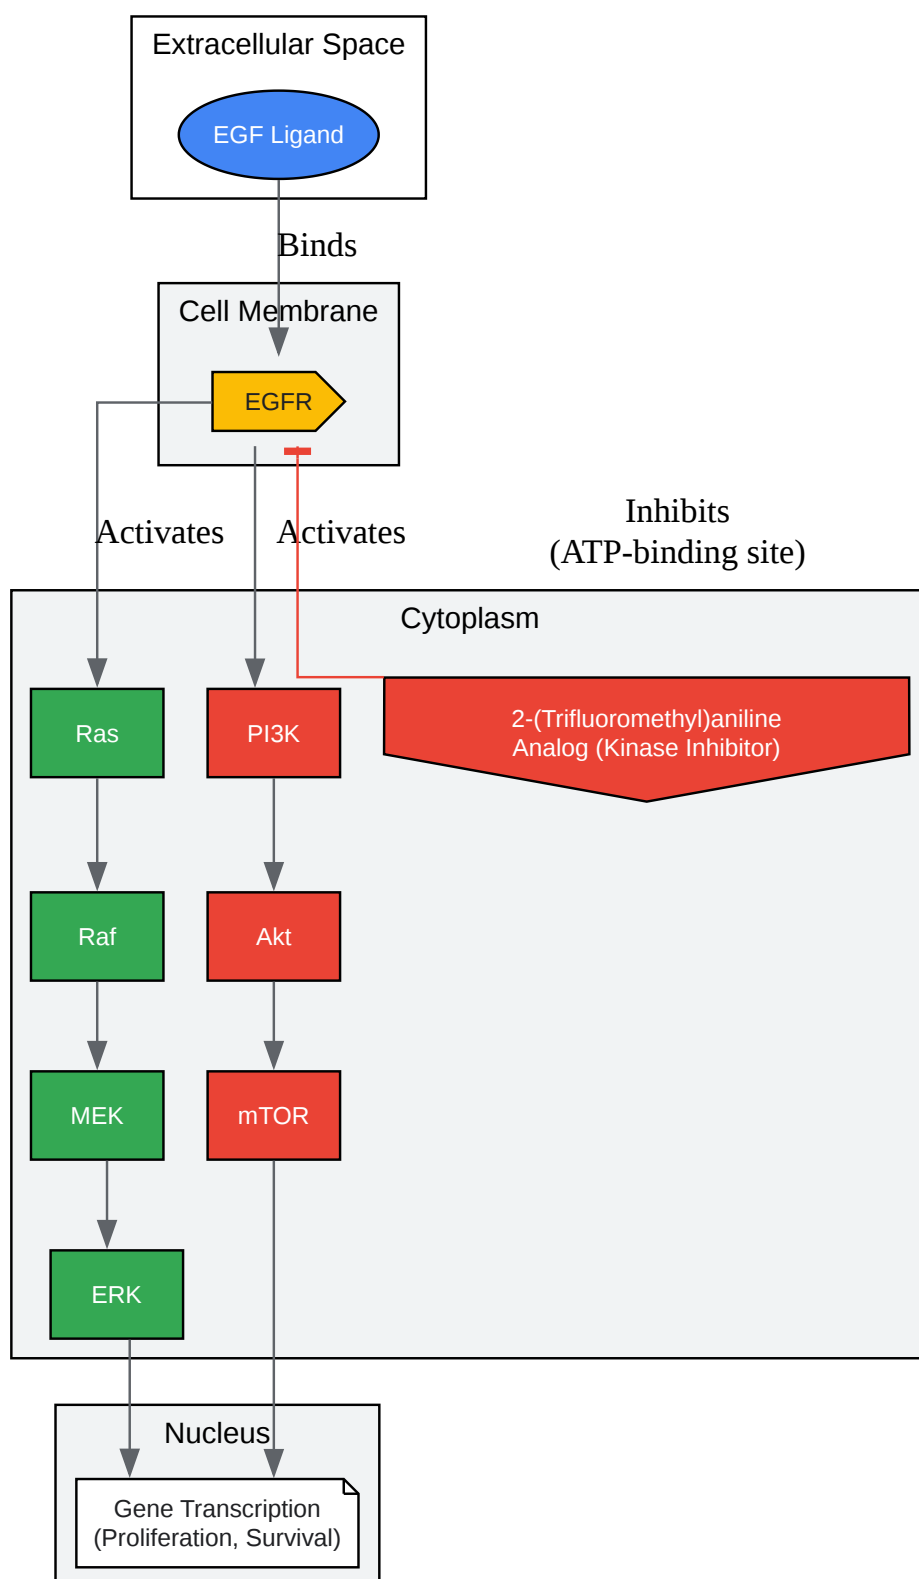 Extracellular Space
EGF Ligand
Binds
Cell Membrane
EGFR
Activates
Activates
Inhibits
(ATP-binding site)
Cytoplasm
Ras
PI3K
2-(Trifluoromethyl)aniline
Analog (Kinase Inhibitor)
Raf
Akt
MEK
mTOR
ERK
Nucleus
Gene Transcription
(Proliferation, Survival)